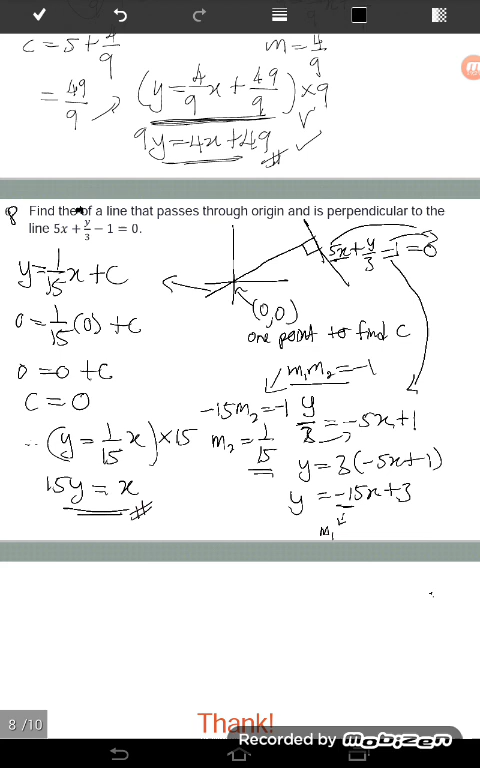 c = 5 + 4/9
m = 4/9
= 49/9
(y = 4/9 x + 49/9) × 9
9y = 4x + 49 #
8 Find the of a line that passes through origin and is perpendicular to the
line 5x + y/3 − 1 = 0.
5x + y/3 − 1 = 0
y = 1/15 x + c
(0,0)
0 = 1/15 (0) + c
one point to find c
0 = 0 + c
m₁m₂ = −1
c = 0
−15m₂ = −1
m₂ = 1/15
y/3 = −5x + 1
∴ (y = 1/15 x) × 15
y = 3(−5x + 1)
15y = x #
y = −15x + 3
m₁
8 /10
Thank!
Recorded by mobizen